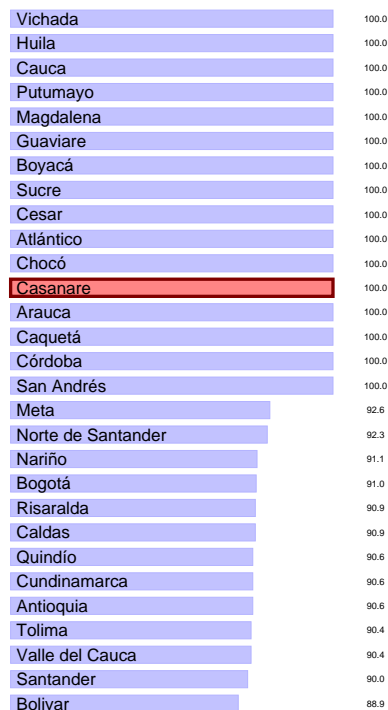 Vichada 100.0
Huila 100.0
Cauca 100.0
Putumayo 100.0
Magdalena 100.0
Guaviare 100.0
Boyacá 100.0
Sucre 100.0
Cesar 100.0
Atlántico 100.0
Chocó 100.0
Casanare 100.0
Arauca 100.0
Caquetá 100.0
Córdoba 100.0
San Andrés 100.0
Meta 92.6
Norte de Santander 92.3
Nariño 91.1
Bogotá 91.0
Risaralda 90.9
Caldas 90.9
Quindío 90.6
Cundinamarca 90.6
Antioquia 90.6
Tolima 90.4
Valle del Cauca 90.4
Santander 90.0
Bolivar 88.9